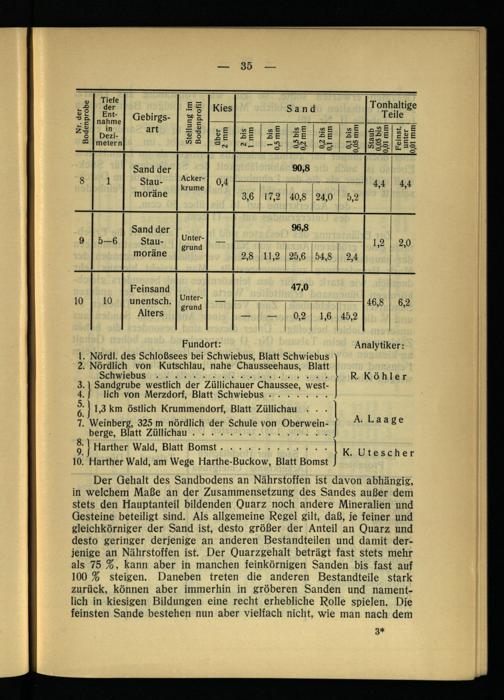 — 35 —
Nr. der Bodenprobe
Tiefe der Entnahme in Dezimetern
Gebirgsart
Stellung im Bodenprofil
Kies
über 2 mm
Sand
2 bis 1 mm
1 bis 0,5 mm
0,5 bis 0,2 mm
0,2 bis 0,1 mm
0,1 bis 0,05 mm
Tonhaltige Teile
Staub 0,05 bis 0,01 mm
Feinst. unter 0,01 mm
8 1 Sand der Staumoräne Ackerkrume 0,4 90,8 4,4 4,4
3,6 17,2 40,8 24,0 5,2
9 5—6 Sand der Staumoräne Untergrund — 96,8 1,2 2,0
2,8 11,2 25,6 54,8 2,4
10 10 Feinsand unentsch. Alters Untergrund — 47,0 46,8 6,2
— — 0,2 1,6 45,2
Fundort: Analytiker:
1. Nördl. des Schloßsees bei Schwiebus, Blatt Schwiebus
2. Nördlich von Kutschlau, nahe Chausseehaus, Blatt
Schwiebus . . . . . . . . . . . . . . . . . . . .
R. Köhler
3. } Sandgrube westlich der Züllichauer Chaussee, west-
4. } lich von Merzdorf, Blatt Schwiebus . . . . . . .
5. } 1,3 km östlich Krummendorf, Blatt Züllichau . . .
6. }
A. Laage
7. Weinberg, 325 m nördlich der Schule von Oberwein-
berge, Blatt Züllichau . . . . . . . . . . . . . .
8. } Harther Wald, Blatt Bomst . . . . . . . . . . .
9. }
K. Utescher
10. Harther Wald, am Wege Harthe-Buckow, Blatt Bomst
Der Gehalt des Sandbodens an Nährstoffen ist davon abhängig,
in welchem Maße an der Zusammensetzung des Sandes außer dem
stets den Hauptanteil bildenden Quarz noch andere Mineralien und
Gesteine beteiligt sind. Als allgemeine Regel gilt, daß, je feiner und
gleichkörniger der Sand ist, desto größer der Anteil an Quarz und
desto geringer derjenige an anderen Bestandteilen und damit der-
jenige an Nährstoffen ist. Der Quarzgehalt beträgt fast stets mehr
als 75 %, kann aber in manchen feinkörnigen Sanden bis fast auf
100 % steigen. Daneben treten die anderen Bestandteile stark
zurück, können aber immerhin in gröberen Sanden und nament-
lich in kiesigen Bildungen eine recht erhebliche Rolle spielen. Die
feinsten Sande bestehen nun aber vielfach nicht, wie man nach dem
3*